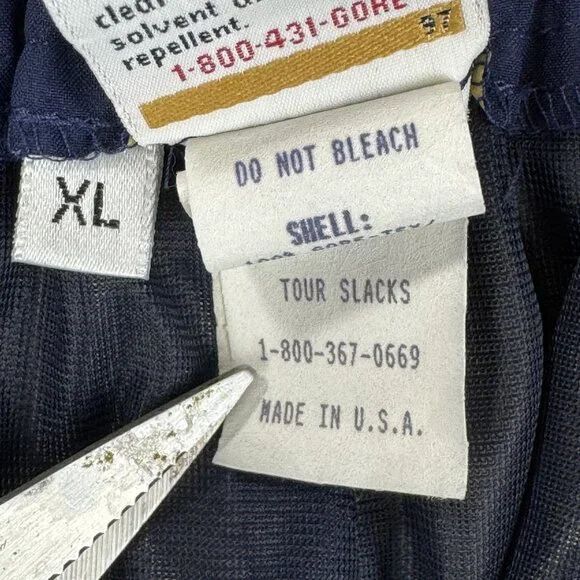 clear
solvent
repellent.
1-800-431-GORE
97
XL
DO NOT BLEACH
SHELL:
TOUR SLACKS
1-800-367-0669
MADE IN U.S.A.